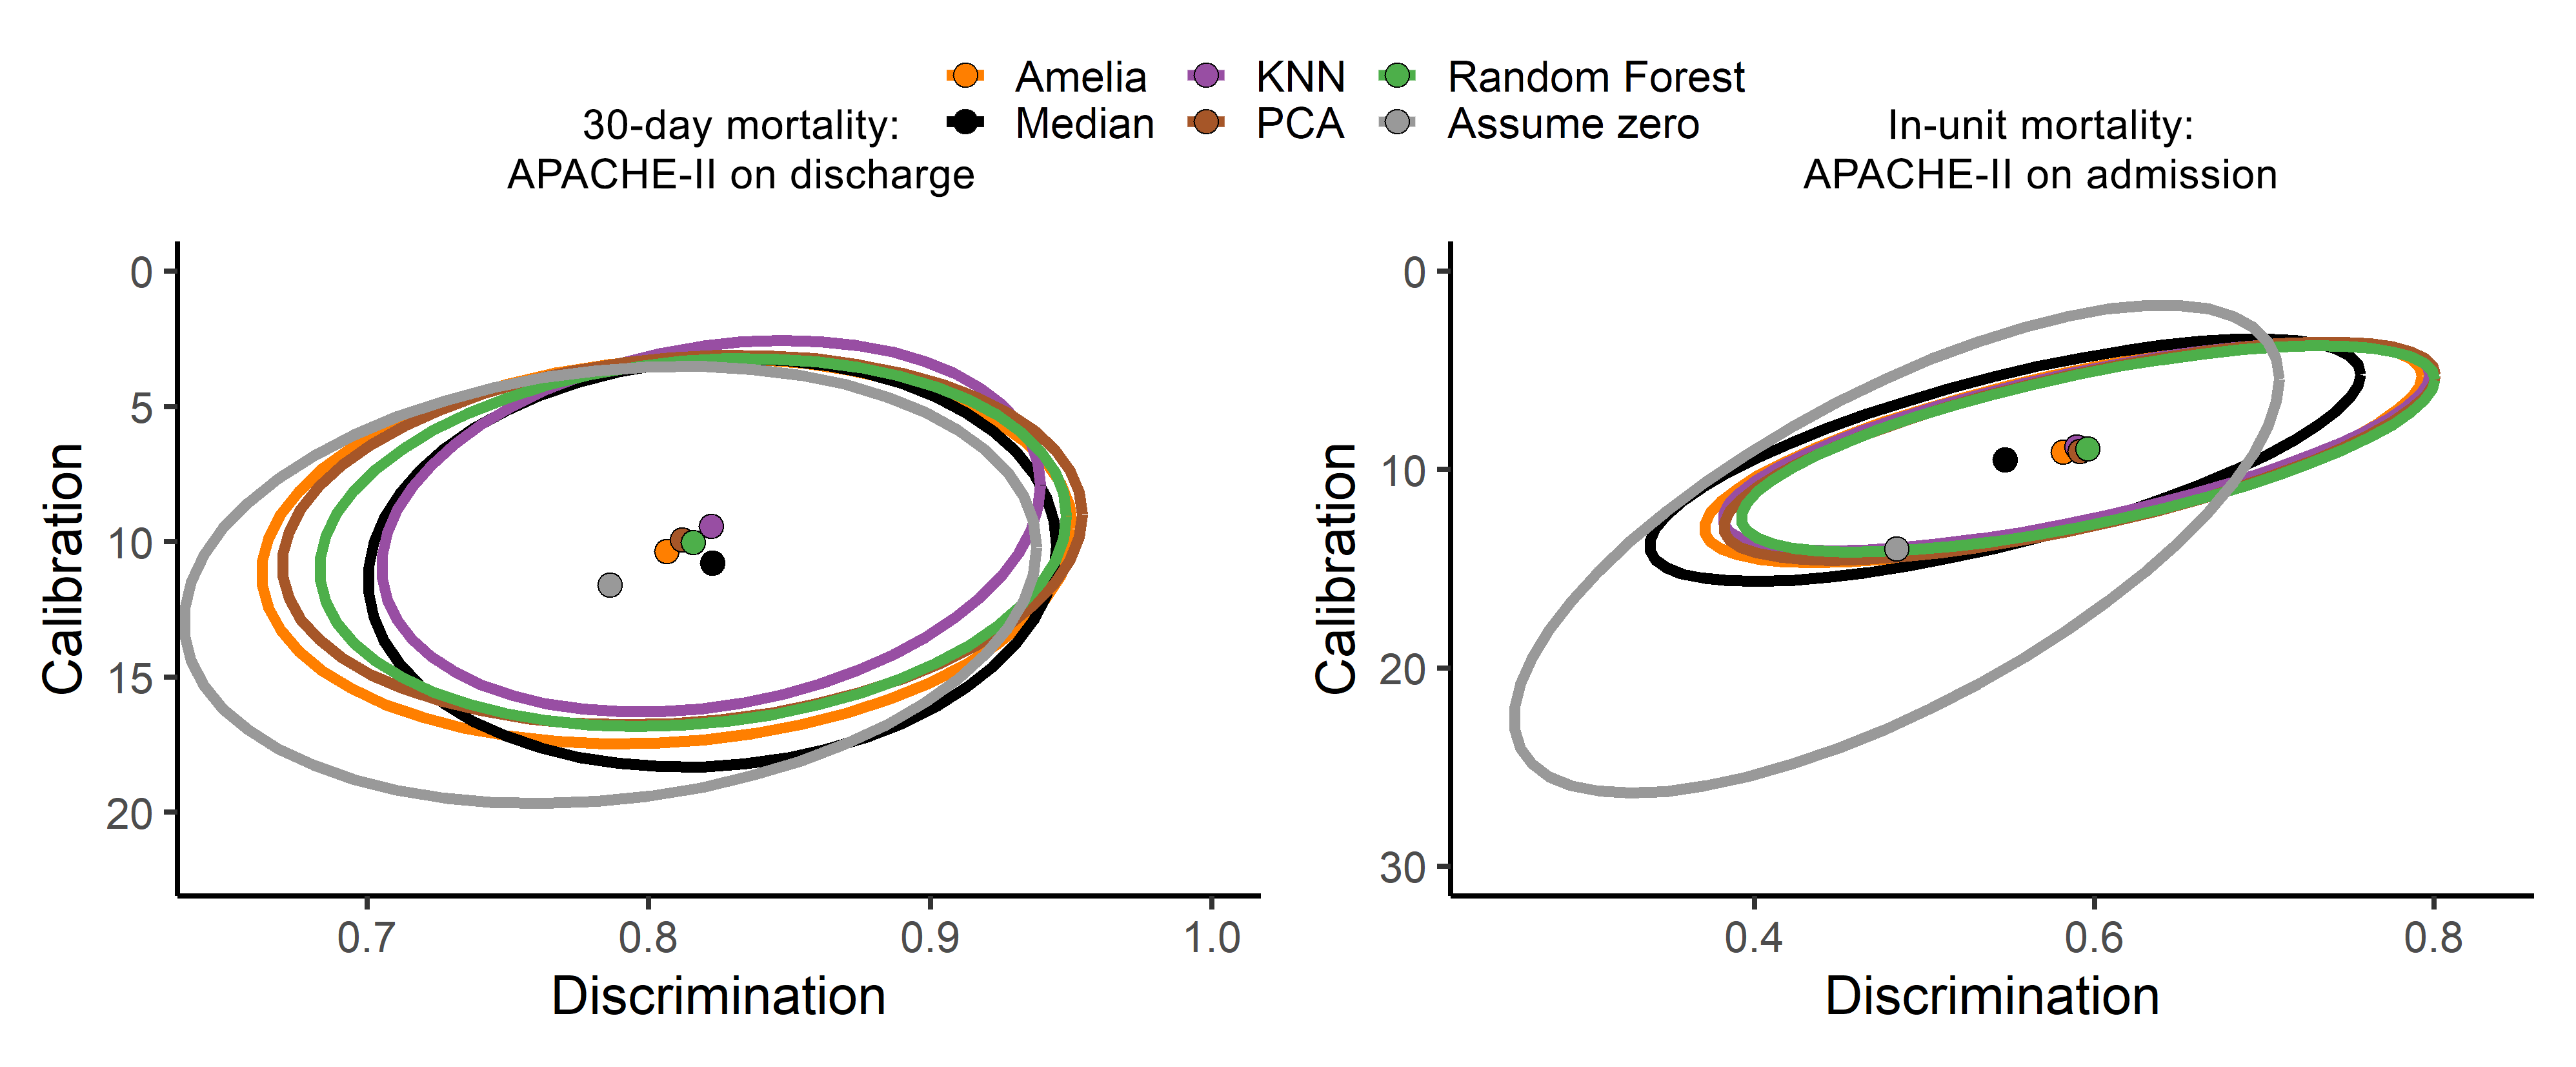 Amelia KNN Random Forest
Median PCA Assume zero
30-day mortality:
APACHE-II on discharge
In-unit mortality:
APACHE-II on admission
Calibration
0
5
10
15
20
0.7 0.8 0.9 1.0
Discrimination
Calibration
0
10
20
30
0.4 0.6 0.8
Discrimination